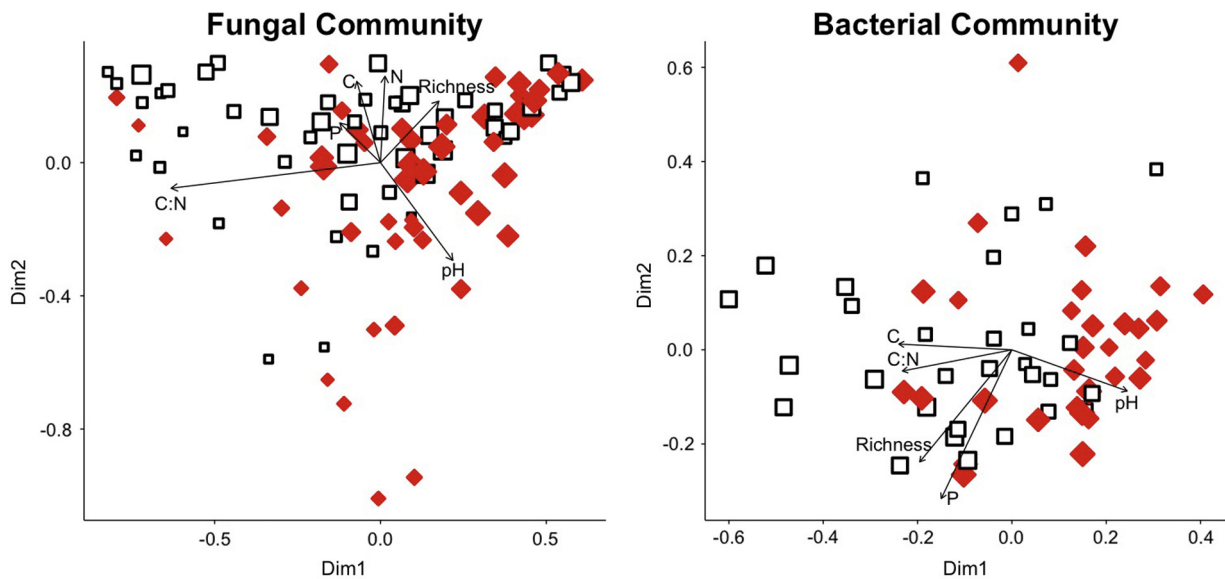 Fungal Community
Bacterial Community
C
N
Richness
P
C:N
pH
0.0
-0.4
-0.8
Dim2
-0.5
0.0
0.5
Dim1
0.6
0.4
0.2
0.0
-0.2
Dim2
C
C:N
pH
Richness
P
-0.6
-0.4
-0.2
0.0
0.2
0.4
Dim1